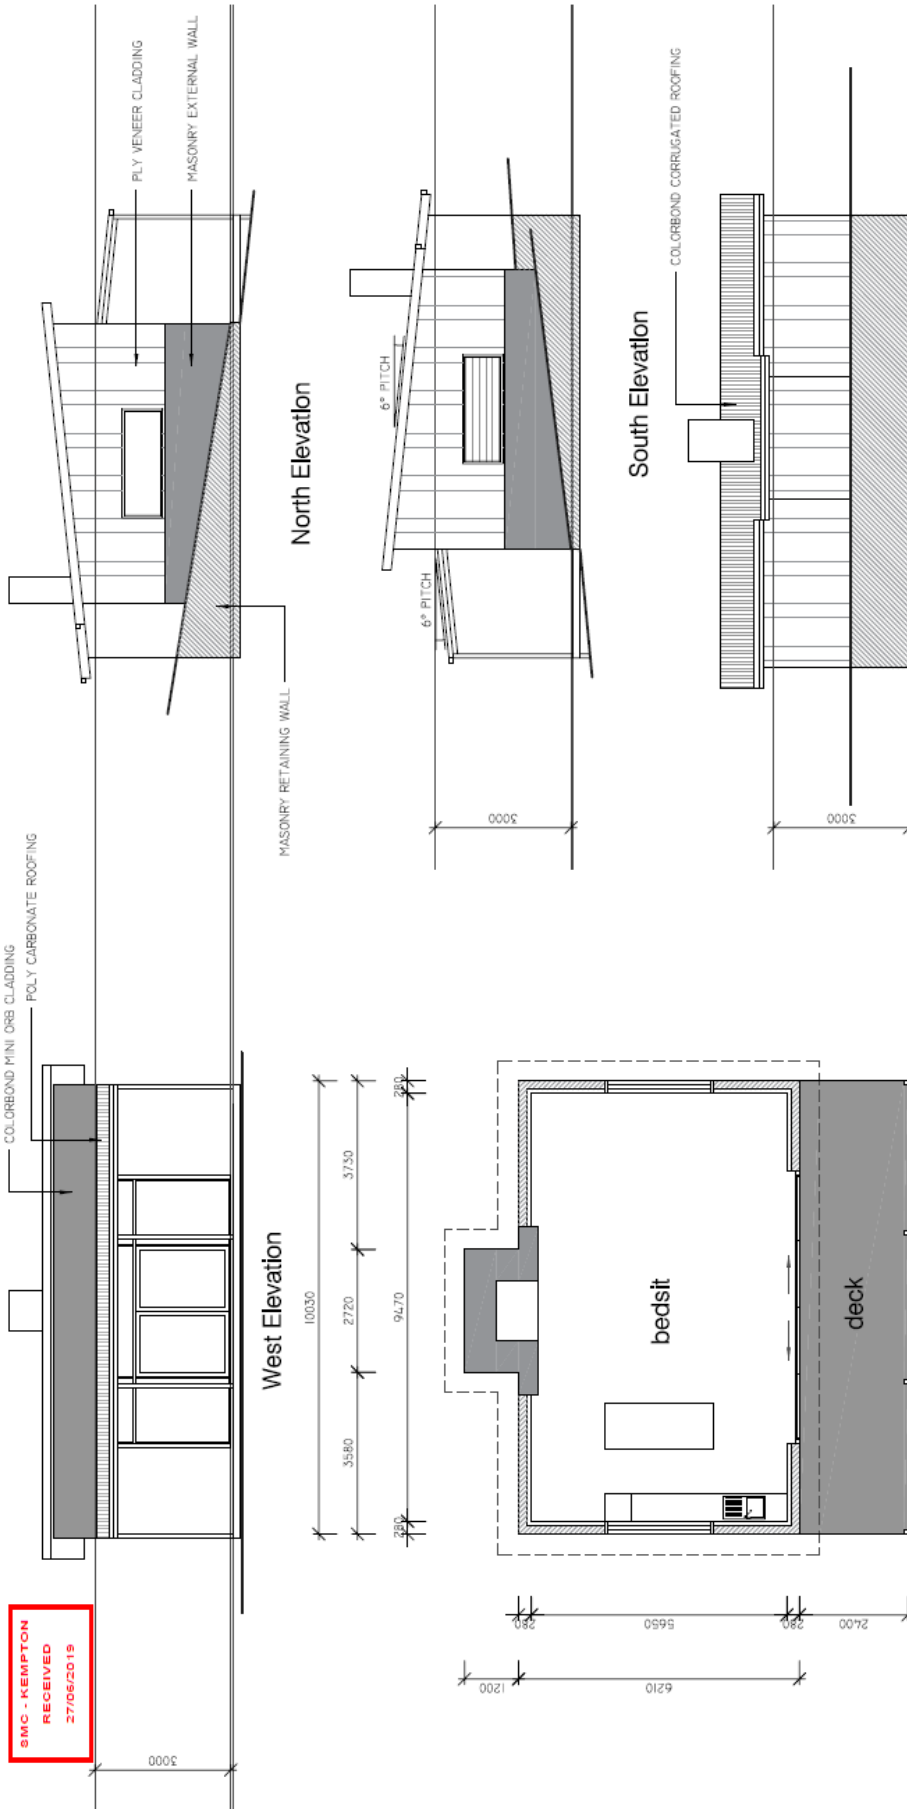 SMC - KEMPTON
RECEIVED
27/06/2019
COLORBOND MINI ORB CLADDING
POLY CARBONATE ROOFING
3000
West Elevation
PLY VENEER CLADDING
MASONRY EXTERNAL WALL
MASONRY RETAINING WALL
North Elevation
10030
3580
2720
3730
280
9470
280
6° PITCH
6° PITCH
3000
South Elevation
COLORBOND CORRUGATED ROOFING
3000
1200
6210
280
5650
280
2400
bedsit
deck